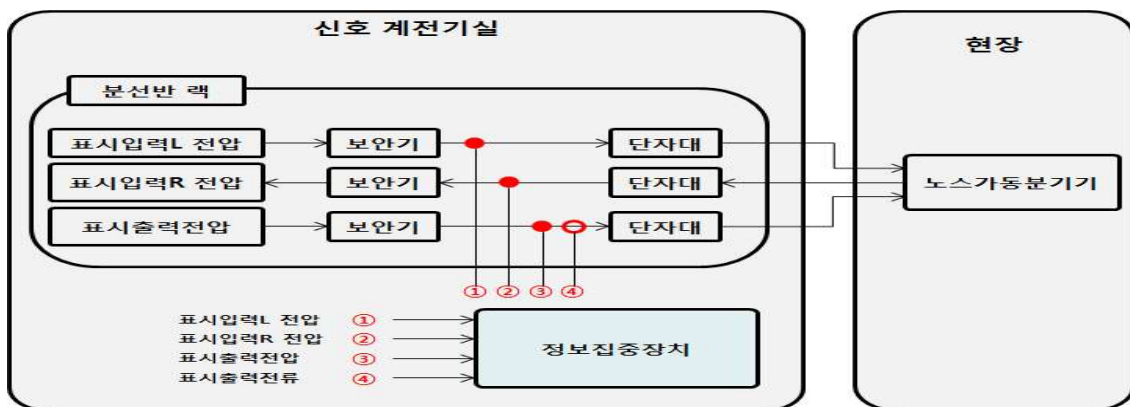 신호 계전기실
현장
분선반 랙
표시입력L 전압
보안기
단자대
표시입력R 전압
보안기
단자대
노스가동분기기
표시출력전압
보안기
단자대
① ② ③ ④
표시입력L 전압 ①
표시입력R 전압 ②
표시출력전압 ③
표시출력전류 ④
정보집중장치